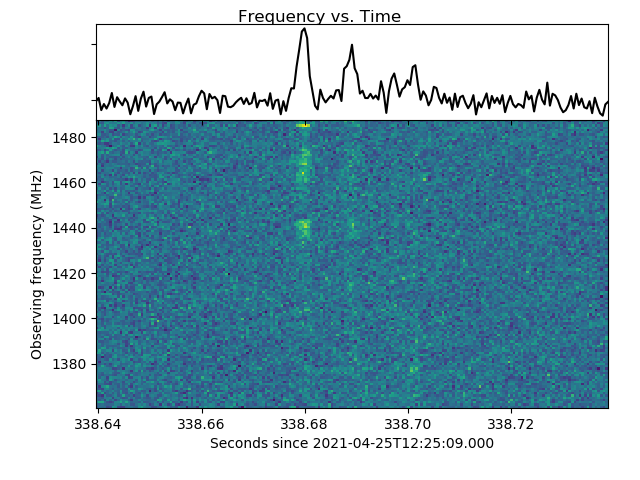 Frequency vs. Time
1480
1460
1440
1420
1400
1380
Observing frequency (MHz)
338.64 338.66 338.68 338.70 338.72
Seconds since 2021-04-25T12:25:09.000